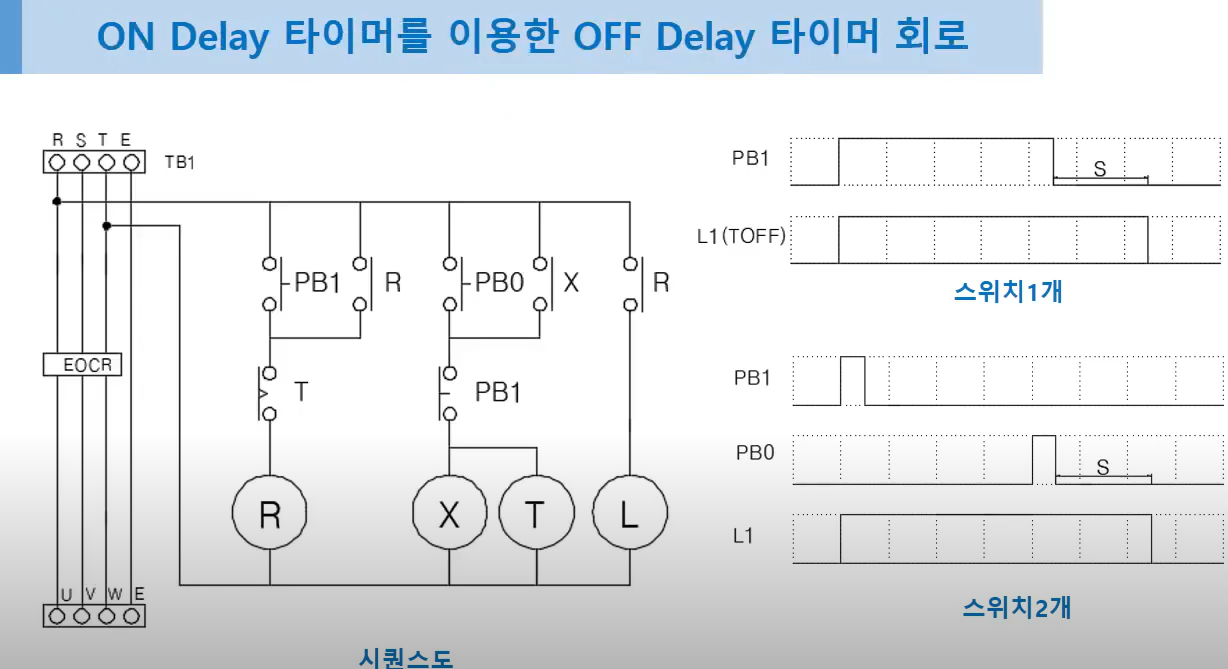 ON Delay 타이머를 이용한 OFF Delay 타이머 회로
R S T E
TB1
PB1
R
PB0
X
R
EOCR
T
PB1
R
X
T
L
U V W E
시퀀스도
PB1
S
L1(TOFF)
스위치1개
PB1
PB0
S
L1
스위치2개